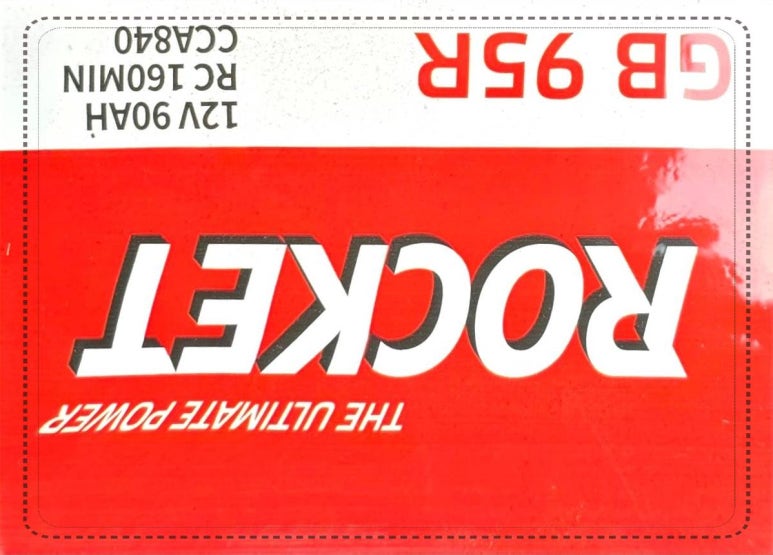 THE ULTIMATE POWER
ROCKET
GB 95R
12V 90AH
RC 160MIN
CCA840